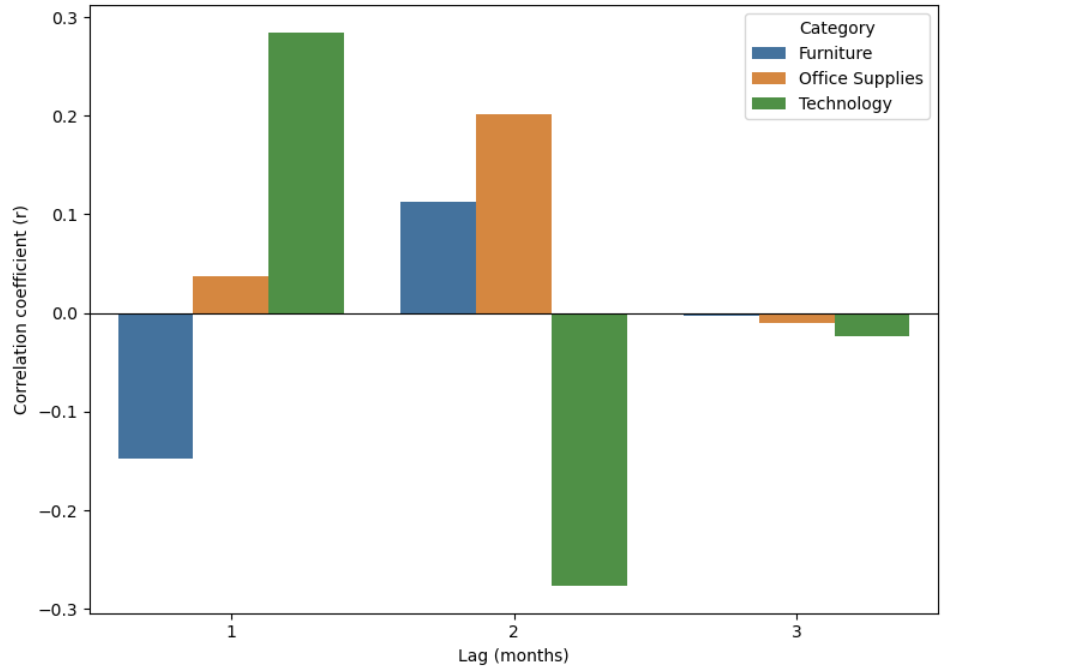 Category
Furniture
Office Supplies
Technology
0.3
0.2
0.1
0.0
−0.1
−0.2
−0.3
Correlation coefficient (r)
1
2
3
Lag (months)